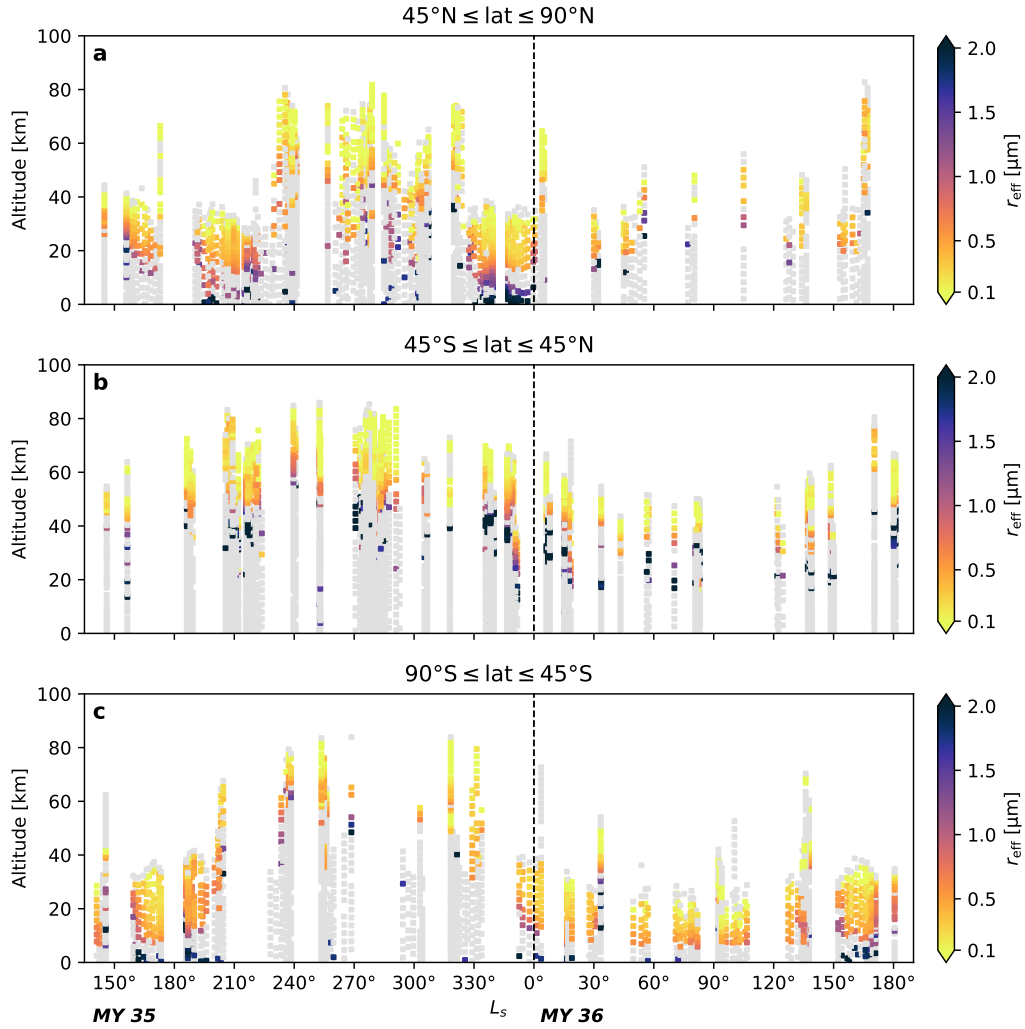 45°N ≤ lat ≤ 90°N
a
100
80
60
40
20
0
Altitude [km]
2.0
1.5
1.0
0.5
0.1
r_eff [μm]
45°S ≤ lat ≤ 45°N
b
100
80
60
40
20
0
Altitude [km]
2.0
1.5
1.0
0.5
0.1
r_eff [μm]
90°S ≤ lat ≤ 45°S
c
100
80
60
40
20
0
Altitude [km]
2.0
1.5
1.0
0.5
0.1
r_eff [μm]
150 180° 210 240 270 300 330 0° 30 60° 90° 120 150 180°
L_s
MY 35 MY 36